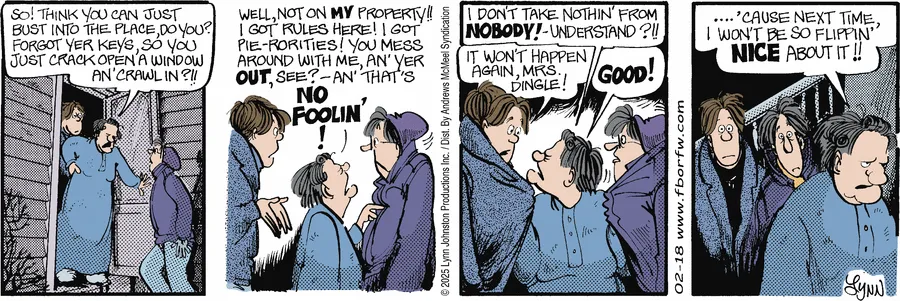 SO! THINK YOU CAN JUST
BUST INTO THE PLACE, DO YOU?
FORGOT YER KEYS, SO YOU
JUST CRACK OPEN A WINDOW
AN' CRAWL IN?!!
WELL, NOT ON MY PROPERTY!!
I GOT RULES HERE! I GOT
PIE-RORITIES! YOU MESS
AROUND WITH ME, AN' YER
OUT, SEE?-AN' THAT'S
NO
FOOLIN'
!
© 2025 Lynn Johnston Productions Inc. / Dist. By Andrews McMeel Syndication
I DON'T TAKE NOTHIN' FROM
NOBODY!-UNDERSTAND?!!
IT WON'T HAPPEN
AGAIN, MRS.
DINGLE!
GOOD!
02-18 www.fborfw.com
....'CAUSE NEXT TIME,
I WON'T BE SO FLIPPIN'
NICE ABOUT IT!!
LYNN